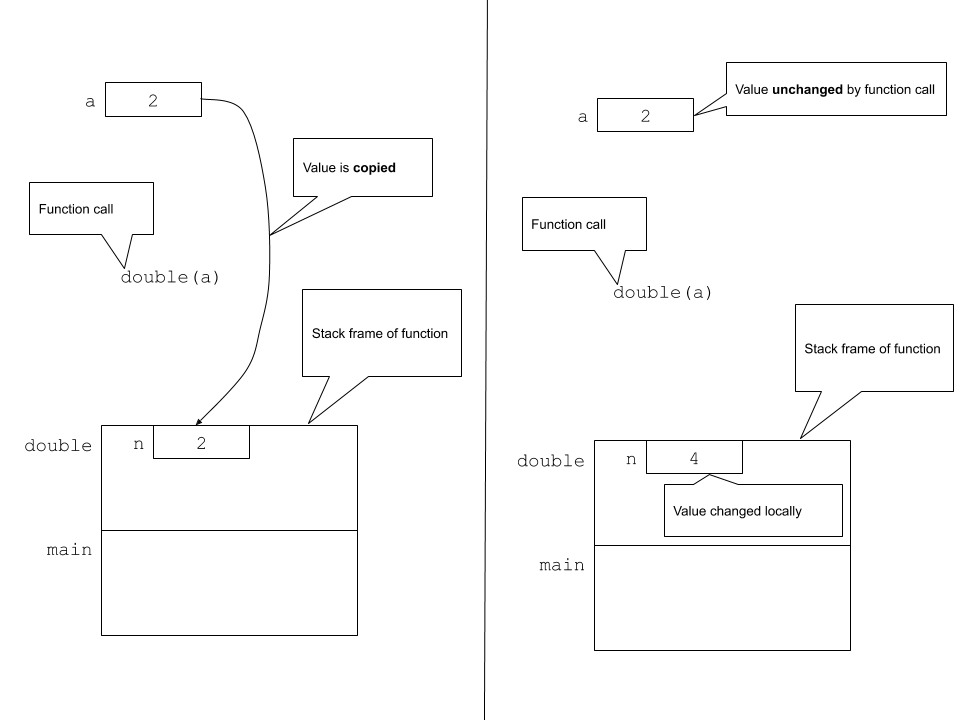 a 2
Value is copied
Function call
double(a)
Stack frame of function
double n 2
main
Value unchanged by function call
a 2
Function call
double(a)
Stack frame of function
double n 4
Value changed locally
main